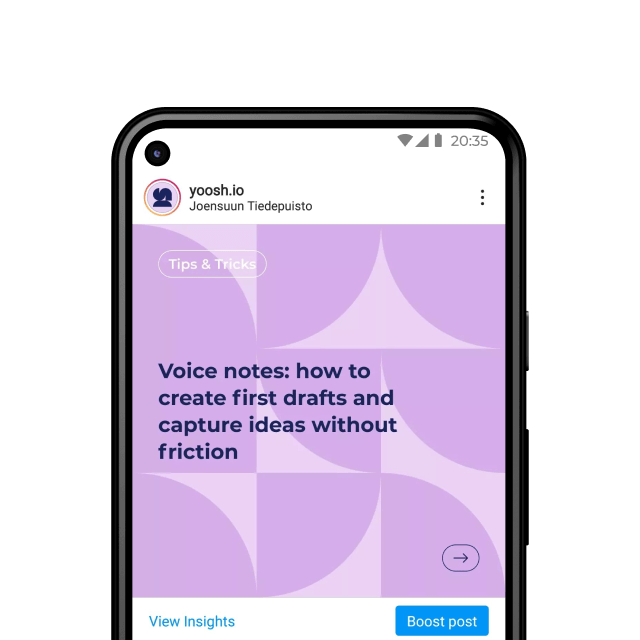 20:35
yoosh.io
Joensuun Tiedepuisto
Tips & Tricks
Voice notes: how to
create first drafts and
capture ideas without
friction
View Insights
Boost post